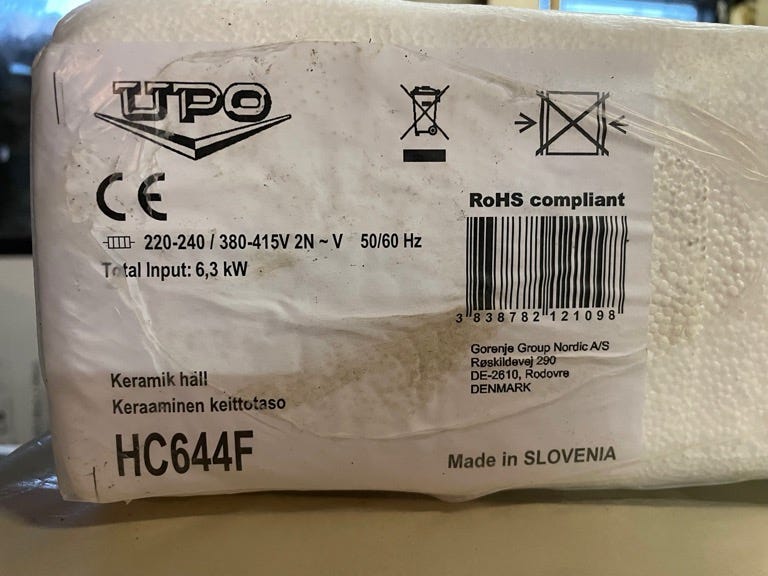 UPO
CE
RoHS compliant
220-240 / 380-415V 2N ~ V 50/60 Hz
Total Input: 6,3 kW
3 838782 121098
Gorenje Group Nordic A/S
Røskildevej 290
DE-2610, Rodovre
DENMARK
Keramik häll
Keraaminen keittotaso
HC644F
Made in SLOVENIA